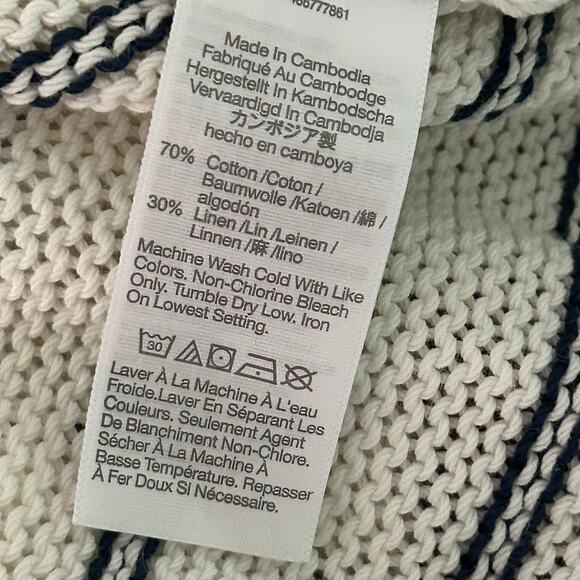 465777861
Made In Cambodia
Fabriqué Au Cambodge
Hergestellt In Kambodscha
Vervaardigd In Cambodja
カンボジア製
hecho en camboya
70% Cotton /Coton /
Baumwolle /Katoen /綿 /
algodón
30% Linen /Lin /Leinen /
Linnen /麻 /lino
Machine Wash Cold With Like
Colors. Non-Chlorine Bleach
Only. Tumble Dry Low. Iron
On Lowest Setting.
30
Laver À La Machine À L'eau
Froide.Laver En Séparant Les
Couleurs. Seulement Agent
De Blanchiment Non-Chlore.
Sécher À La Machine À
Basse Température. Repasser
À Fer Doux Si Nécessaire.